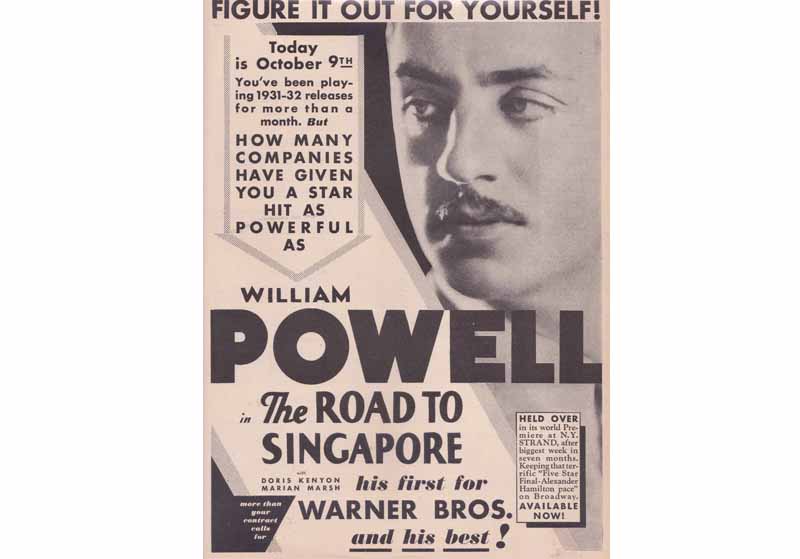 FIGURE IT OUT FOR YOURSELF!
Today
is October 9TH
You've been play-
ing 1931-32 releases
for more than a
month. But
HOW MANY
COMPANIES
HAVE GIVEN
YOU A STAR
HIT AS
POWERFUL
AS
WILLIAM
POWELL
in The ROAD TO
SINGAPORE
with
DORIS KENYON
MARIAN MARSH
his first for
WARNER BROS.
and his best!
more than
your
contract
calls
for
HELD OVER
in its world Pre-
miere at N.Y.
STRAND, after
biggest week in
seven months.
Keeping that ter-
rific "Five Star
Final-Alexander
Hamilton pace"
on Broadway.
AVAILABLE
NOW!